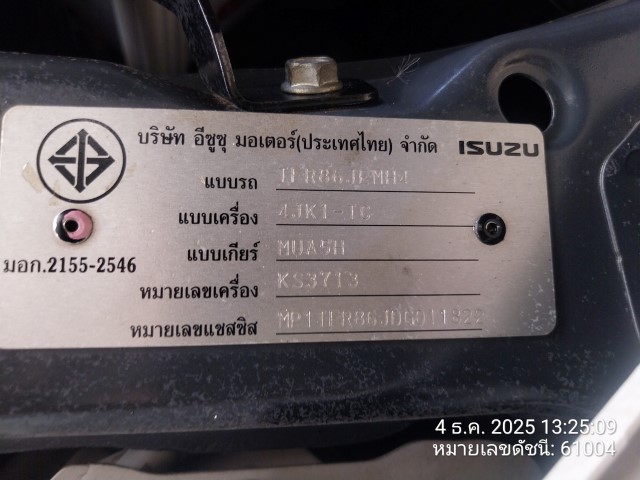 บริษัท อีซูซุ มอเตอร์(ประเทศไทย) จำกัด ISUZU
แบบรถ
แบบเครื่อง 4JK1-TC
แบบเกียร์ MUA5H
มอก.2155-2546
หมายเลขเครื่อง KS3713
หมายเลขแชสซิส
4 ธ.ค. 2025 13:25:09
หมายเลขดัชนี: 61004